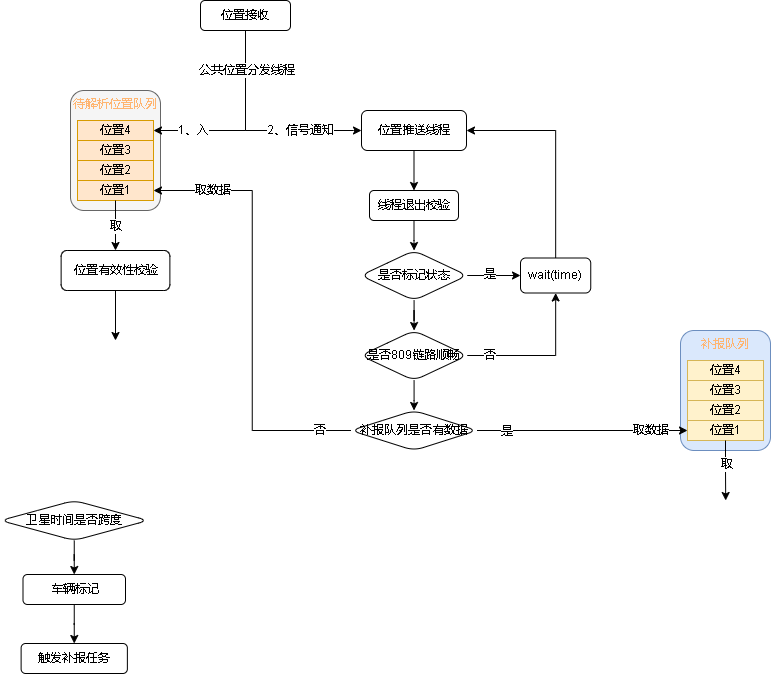 位置接收
公共位置分发线程
待解析位置队列
位置4
位置3
位置2
位置1
1、入
2、信号通知
位置推送线程
取数据
线程退出校验
取
位置有效性校验
是否标记状态
是
wait(time)
是否809链路顺畅
否
补报队列是否有数据
否
是
取数据
补报队列
位置4
位置3
位置2
位置1
取
卫星时间是否跨度
车辆标记
触发补报任务